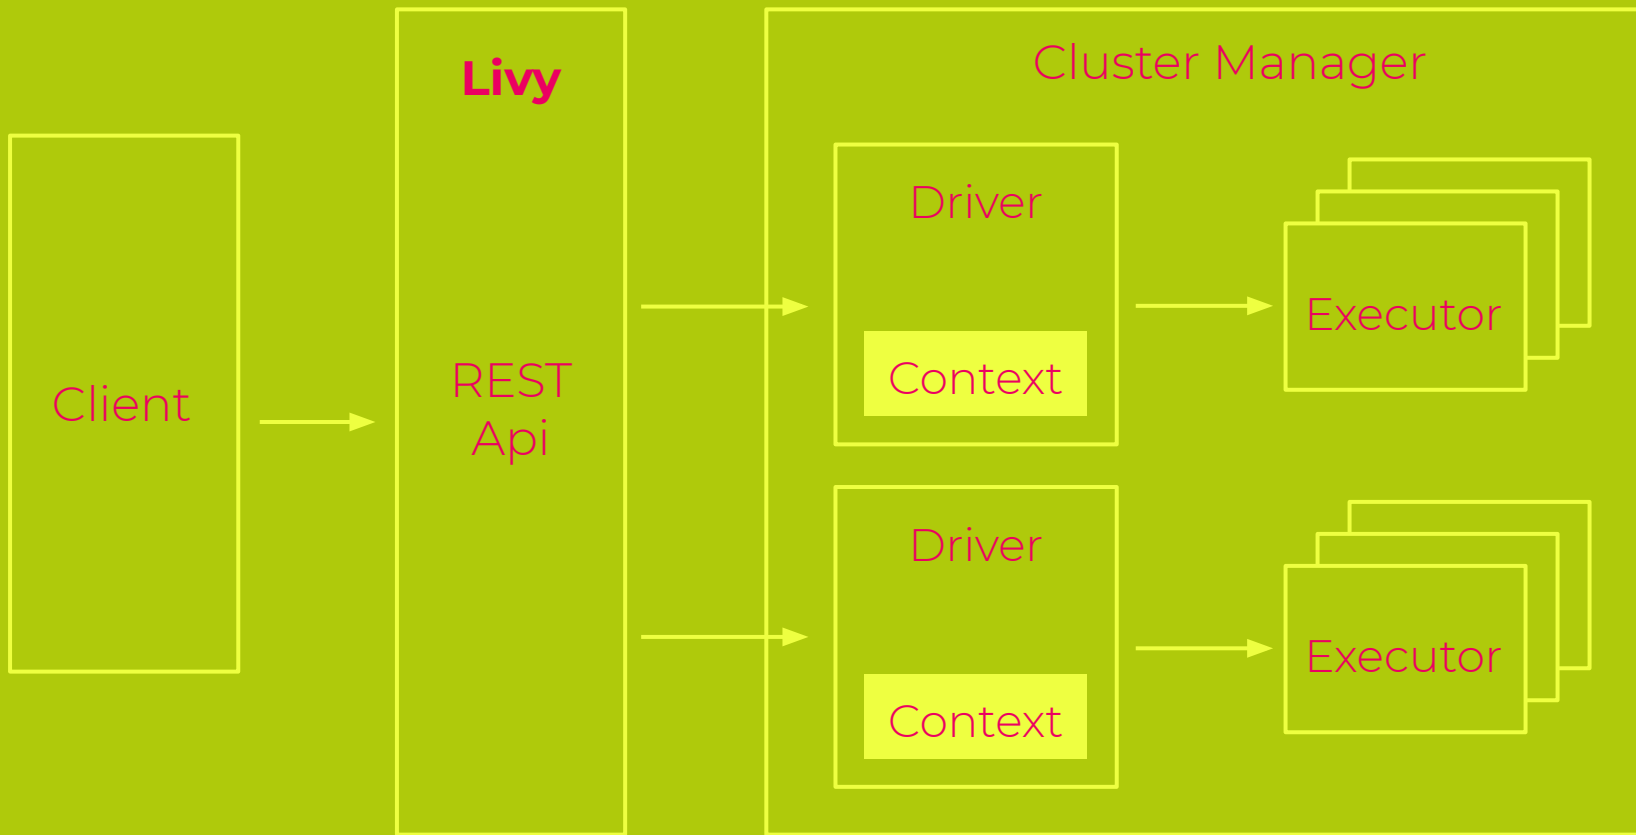 Client
Livy
REST
Api
Cluster Manager
Driver
Context
Executor
Driver
Context
Executor